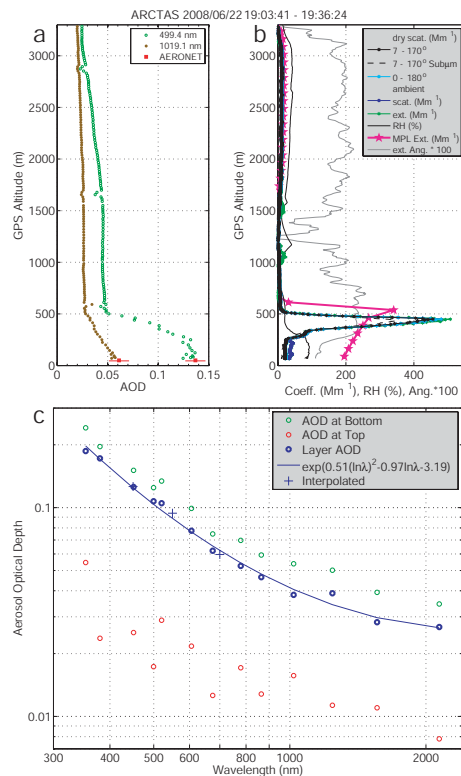 ARCTAS 2008/06/22 19:03:41 - 19:36:24
a
499.4 nm
1019.1 nm
AERONET
GPS Altitude (m)
3000
2500
2000
1500
1000
500
0
0
0.05
0.1
0.15
AOD
b
dry scat. (Mm⁻¹)
7 - 170°
7 - 170° Subµm
0 - 180°
ambient
scat. (Mm⁻¹)
ext. (Mm⁻¹)
RH (%)
MPL Ext. (Mm⁻¹)
ext. Ang. * 100
GPS Altitude (m)
3000
2500
2000
1500
1000
500
0
0
200
400
Coeff. (Mm⁻¹), RH (%), Ang.*100
c
AOD at Bottom
AOD at Top
Layer AOD
exp(0.51(lnλ)²-0.97lnλ-3.19)
Interpolated
Aerosol Optical Depth
0.1
0.01
300
400
600
800
1000
2000
Wavelength (nm)